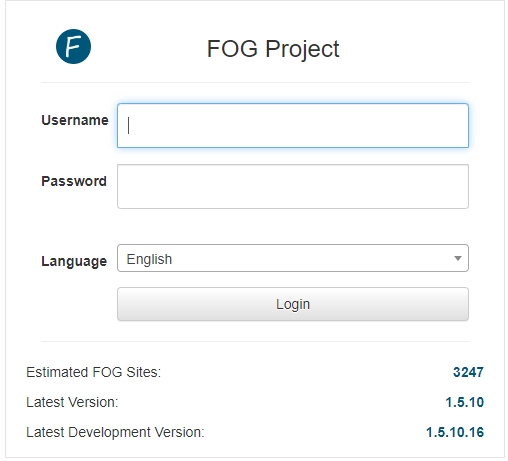 F
FOG Project
Username
Password
Language English
Login
Estimated FOG Sites: 3247
Latest Version: 1.5.10
Latest Development Version: 1.5.10.16